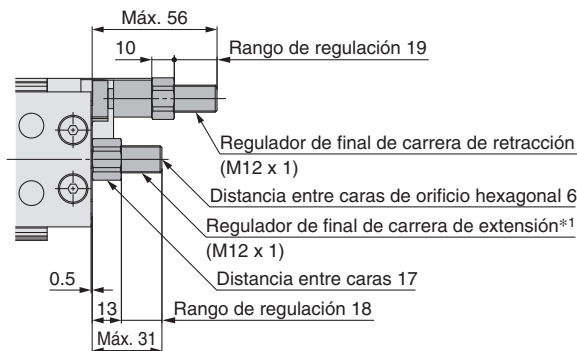 Máx. 56
10
Rango de regulación 19
Regulador de final de carrera de retracción
(M12 x 1)
Distancia entre caras de orificio hexagonal 6
Regulador de final de carrera de extensión*1
(M12 x 1)
Distancia entre caras 17
0.5
13
Rango de regulación 18
Máx. 31